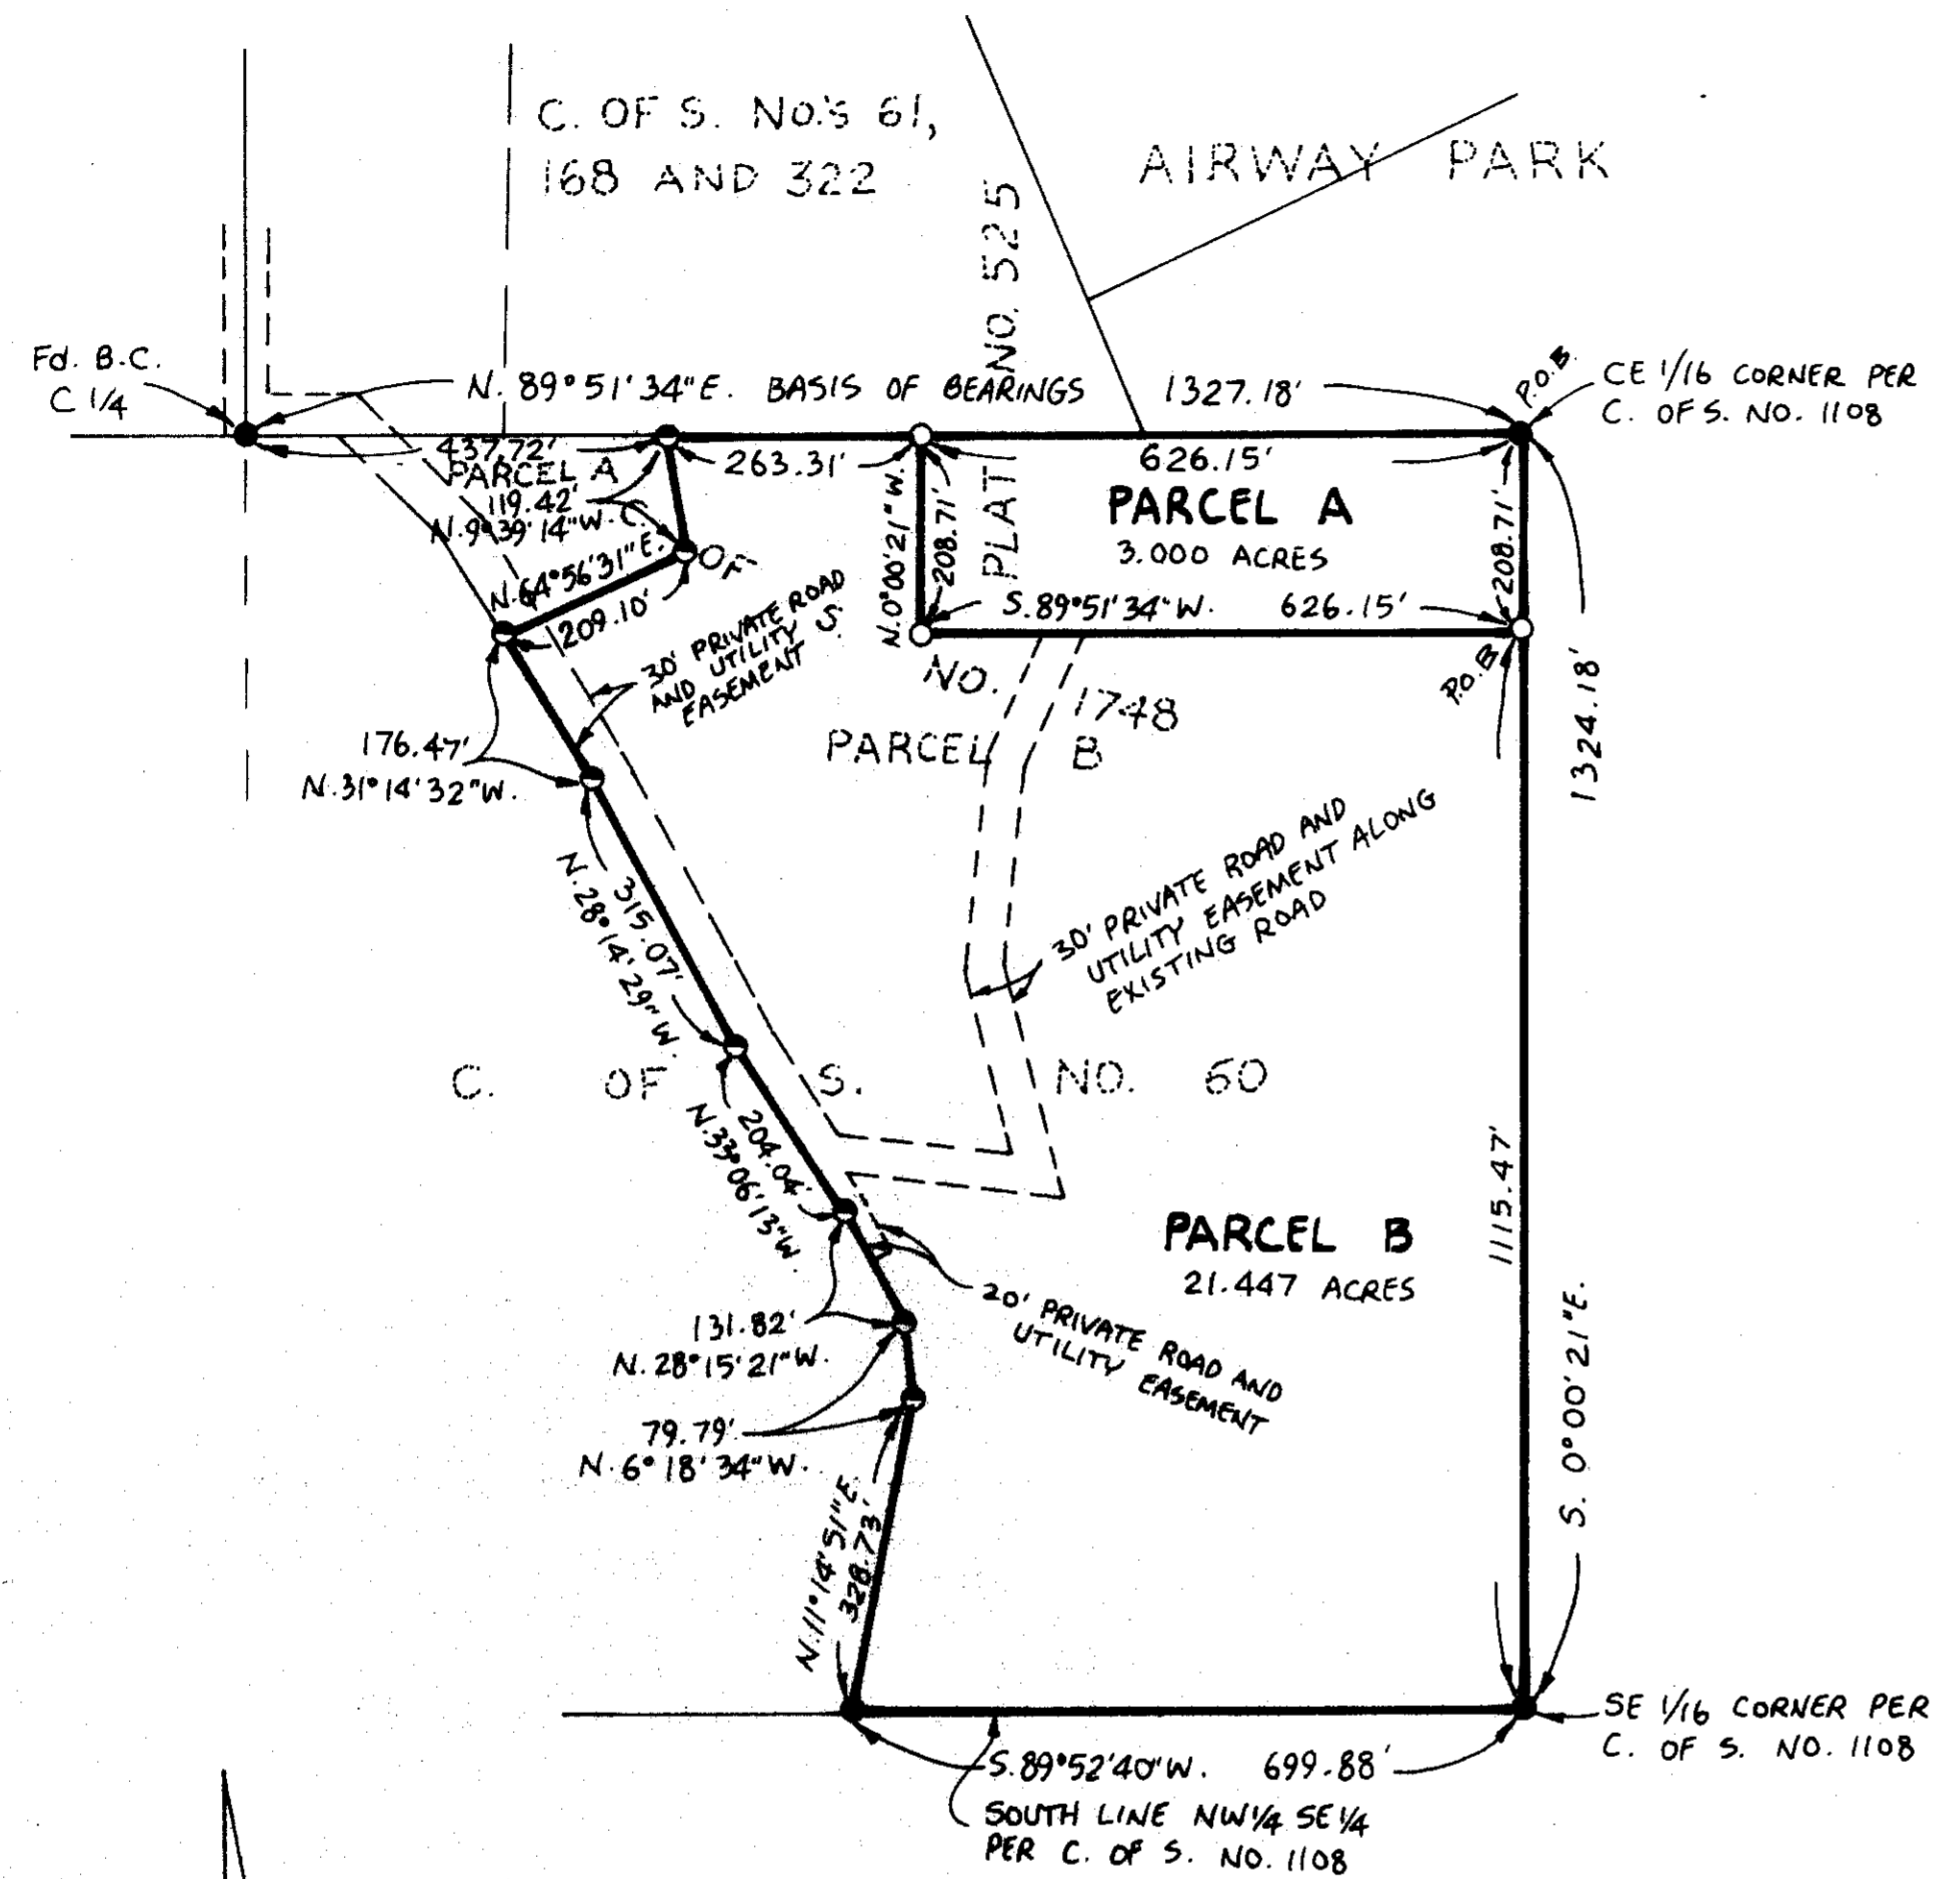 C. OF S. NO.'S 61,
168 AND 322
AIRWAY PARK
PLAT NO. 525
Fd. B.C.
C 1/4
N. 89°51'34"E. BASIS OF BEARINGS 1327.18'
P.O.B.
CE 1/16 CORNER PER
C. OF S. NO. 1108
437.72'
263.31'
626.15'
PARCEL A
119.42'
N.9°39'14"W.
C. OF S. NO. 1748
N.64°56'31"E.
209.10'
N.0°00'21"W.
208.71'
PARCEL A
3.000 ACRES
208.71'
S.89°51'34"W. 626.15'
P.O.B
1324.18'
30' PRIVATE ROAD
AND UTILITY
EASEMENT
PARCEL B
176.47'
N.31°14'32"W.
315.07'
N.28°14'29"W.
30' PRIVATE ROAD AND
UTILITY EASEMENT ALONG
EXISTING ROAD
C. OF S. NO. 60
204.04'
N.33°06'13"W.
1115.47'
PARCEL B
21.447 ACRES
S. 0°00'21"E.
131.82'
N.28°15'21"W.
20' PRIVATE ROAD AND
UTILITY EASEMENT
79.79'
N.6°18'34"W.
N.11°14'51"E.
328.73'
SE 1/16 CORNER PER
C. OF S. NO. 1108
S.89°52'40"W. 699.88'
SOUTH LINE NW1/4 SE1/4
PER C. OF S. NO. 1108